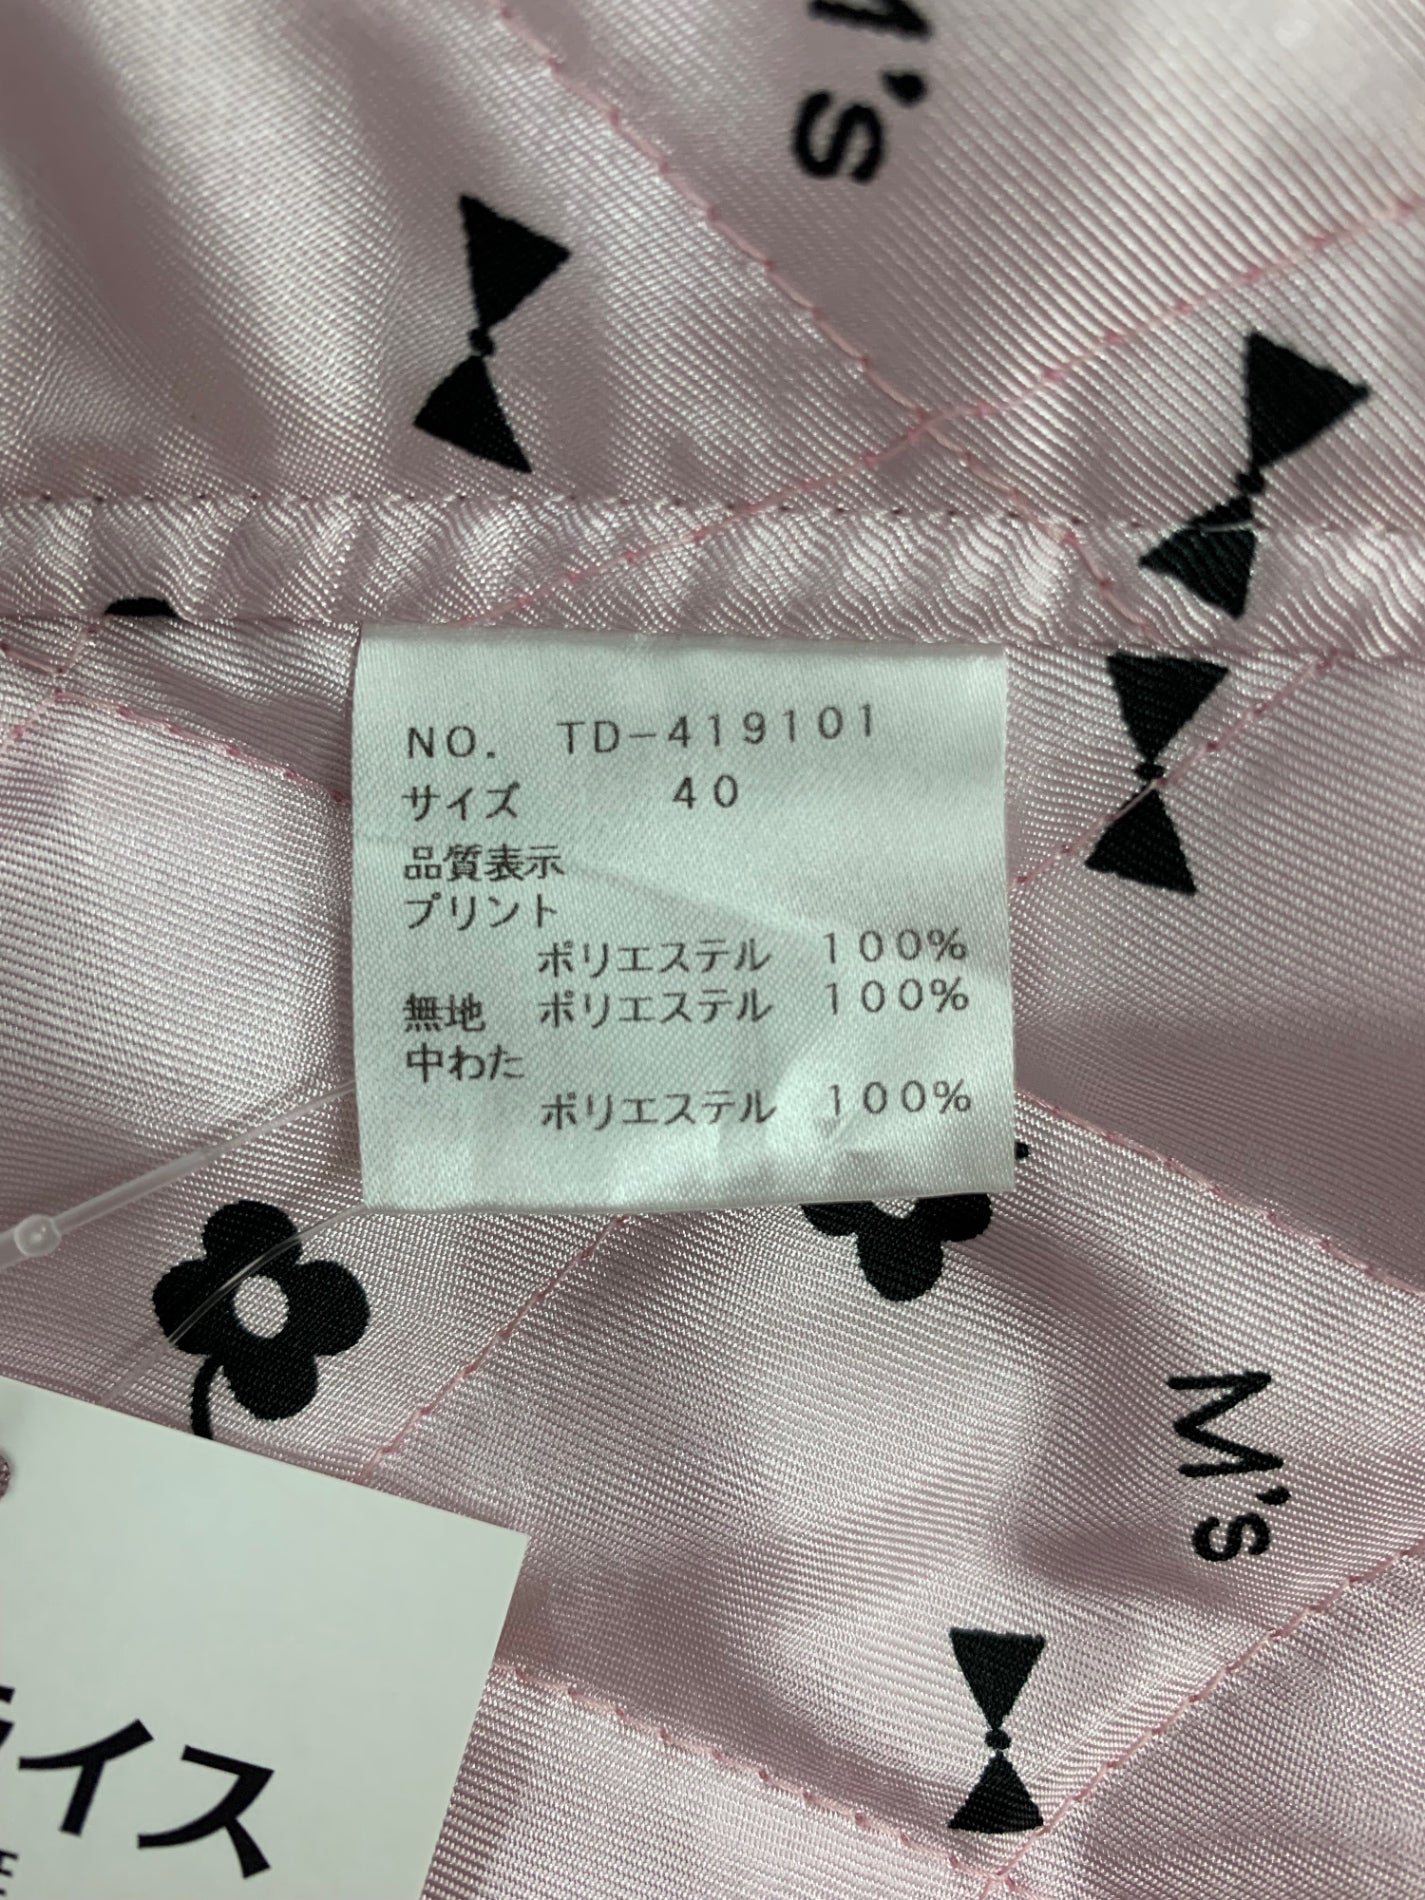 M's
NO. TD-419101
サイズ 40
品質表示
プリント
ポリエステル 100%
無地 ポリエステル 100%
中わた
ポリエステル 100%
M's
イス